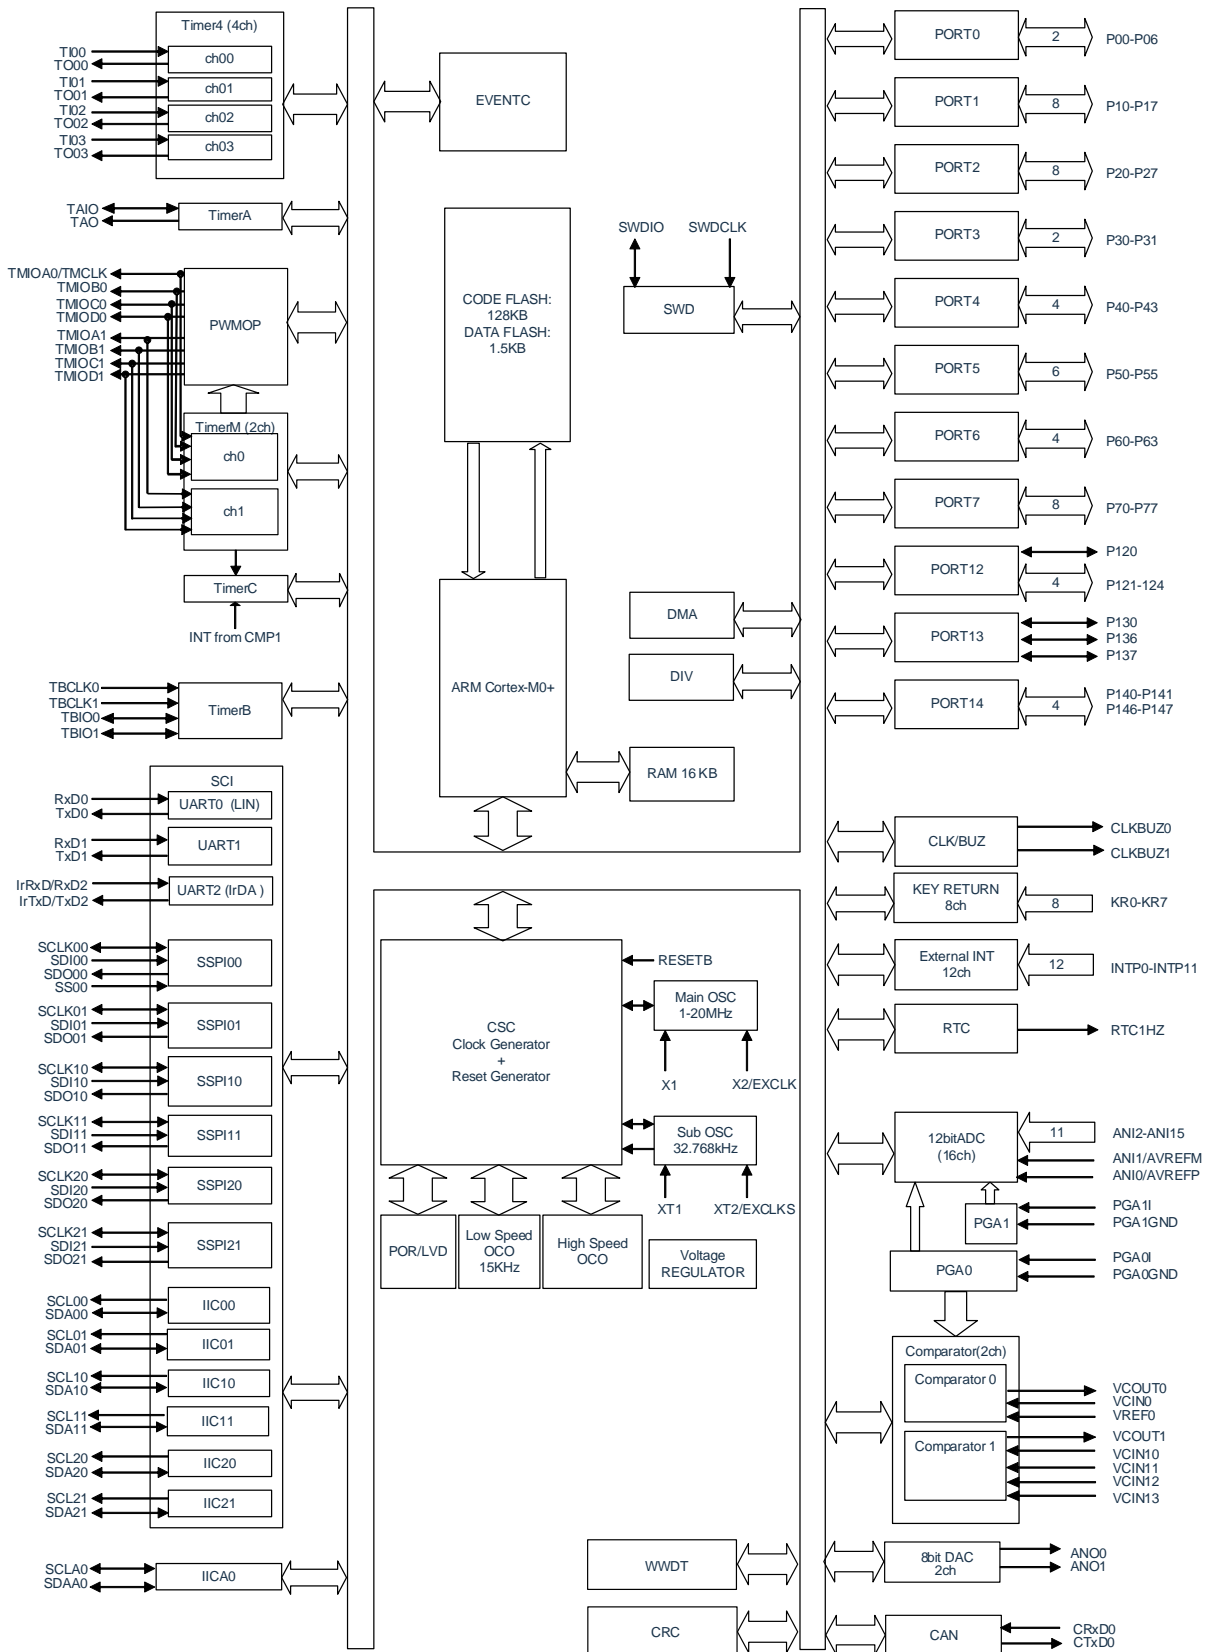 Timer4 (4ch)
TI00
TO00
ch00
TI01
TO01
ch01
TI02
TO02
ch02
TI03
TO03
ch03
TAIO
TAO
TimerA
TMIOA0/TMCLK
TMIOB0
TMIOC0
TMIOD0
TMIOA1
TMIOB1
TMIOC1
TMIOD1
PWMOP
TimerM (2ch)
ch0
ch1
TimerC
INT from CMP1
TBCLK0
TBCLK1
TBIO0
TBIO1
TimerB
SCI
RxD0
TxD0
UART0 (LIN)
RxD1
TxD1
UART1
IrRxD/RxD2
IrTxD/TxD2
UART2 (IrDA )
SCLK00
SDI00
SDO00
SS00
SSPI00
SCLK01
SDI01
SDO01
SSPI01
SCLK10
SDI10
SDO10
SSPI10
SCLK11
SDI11
SDO11
SSPI11
SCLK20
SDI20
SDO20
SSPI20
SCLK21
SDI21
SDO21
SSPI21
SCL00
SDA00
IIC00
SCL01
SDA01
IIC01
SCL10
SDA10
IIC10
SCL11
SDA11
IIC11
SCL20
SDA20
IIC20
SCL21
SDA21
IIC21
SCLA0
SDAA0
IICA0
EVENTC
CODE FLASH:
128KB
DATA FLASH:
1.5KB
SWDIO
SWDCLK
SWD
ARM Cortex-M0+
DMA
DIV
RAM 16 KB
CSC
Clock Generator
+
Reset Generator
RESETB
Main OSC
1-20MHz
X1
X2/EXCLK
Sub OSC
32.768kHz
XT1
XT2/EXCLKS
POR/LVD
Low Speed
OCO
15KHz
High Speed
OCO
Voltage
REGULATOR
WWDT
CRC
PORT0
2
P00-P06
PORT1
8
P10-P17
PORT2
8
P20-P27
PORT3
2
P30-P31
PORT4
4
P40-P43
PORT5
6
P50-P55
PORT6
4
P60-P63
PORT7
8
P70-P77
PORT12
P120
4
P121-124
PORT13
P130
P136
P137
PORT14
4
P140-P141
P146-P147
CLK/BUZ
CLKBUZ0
CLKBUZ1
KEY RETURN
8ch
8
KR0-KR7
External INT
12ch
12
INTP0-INTP11
RTC
RTC1HZ
12bitADC
(16ch)
11
ANI2-ANI15
ANI1/AVREFM
ANI0/AVREFP
PGA1
PGA1I
PGA1GND
PGA0
PGA0I
PGA0GND
Comparator(2ch)
Comparator 0
VCOUT0
VCIN0
VREF0
Comparator 1
VCOUT1
VCIN10
VCIN11
VCIN12
VCIN13
8bit DAC
2ch
ANO0
ANO1
CAN
CRxD0
CTxD0